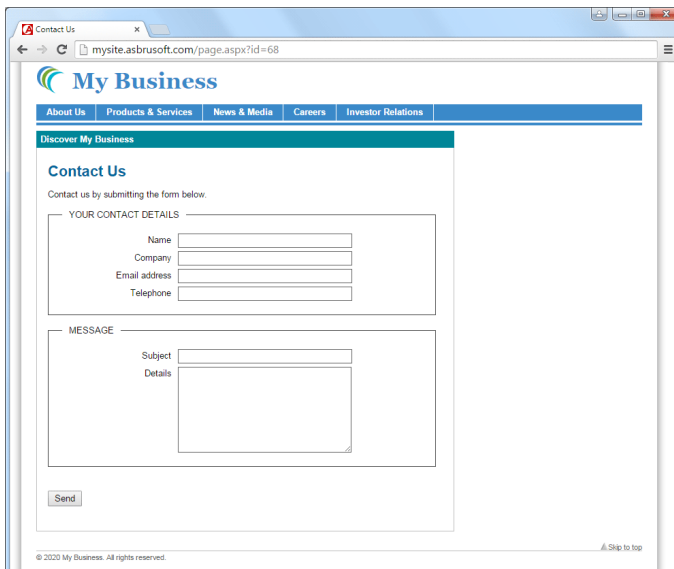 Contact Us
mysite.asbrusoft.com/page.aspx?id=68
My Business
About Us Products & Services News & Media Careers Investor Relations
Discover My Business
Contact Us
Contact us by submitting the form below.
YOUR CONTACT DETAILS
Name
Company
Email address
Telephone
MESSAGE
Subject
Details
Send
Skip to top
© 2020 My Business. All rights reserved.